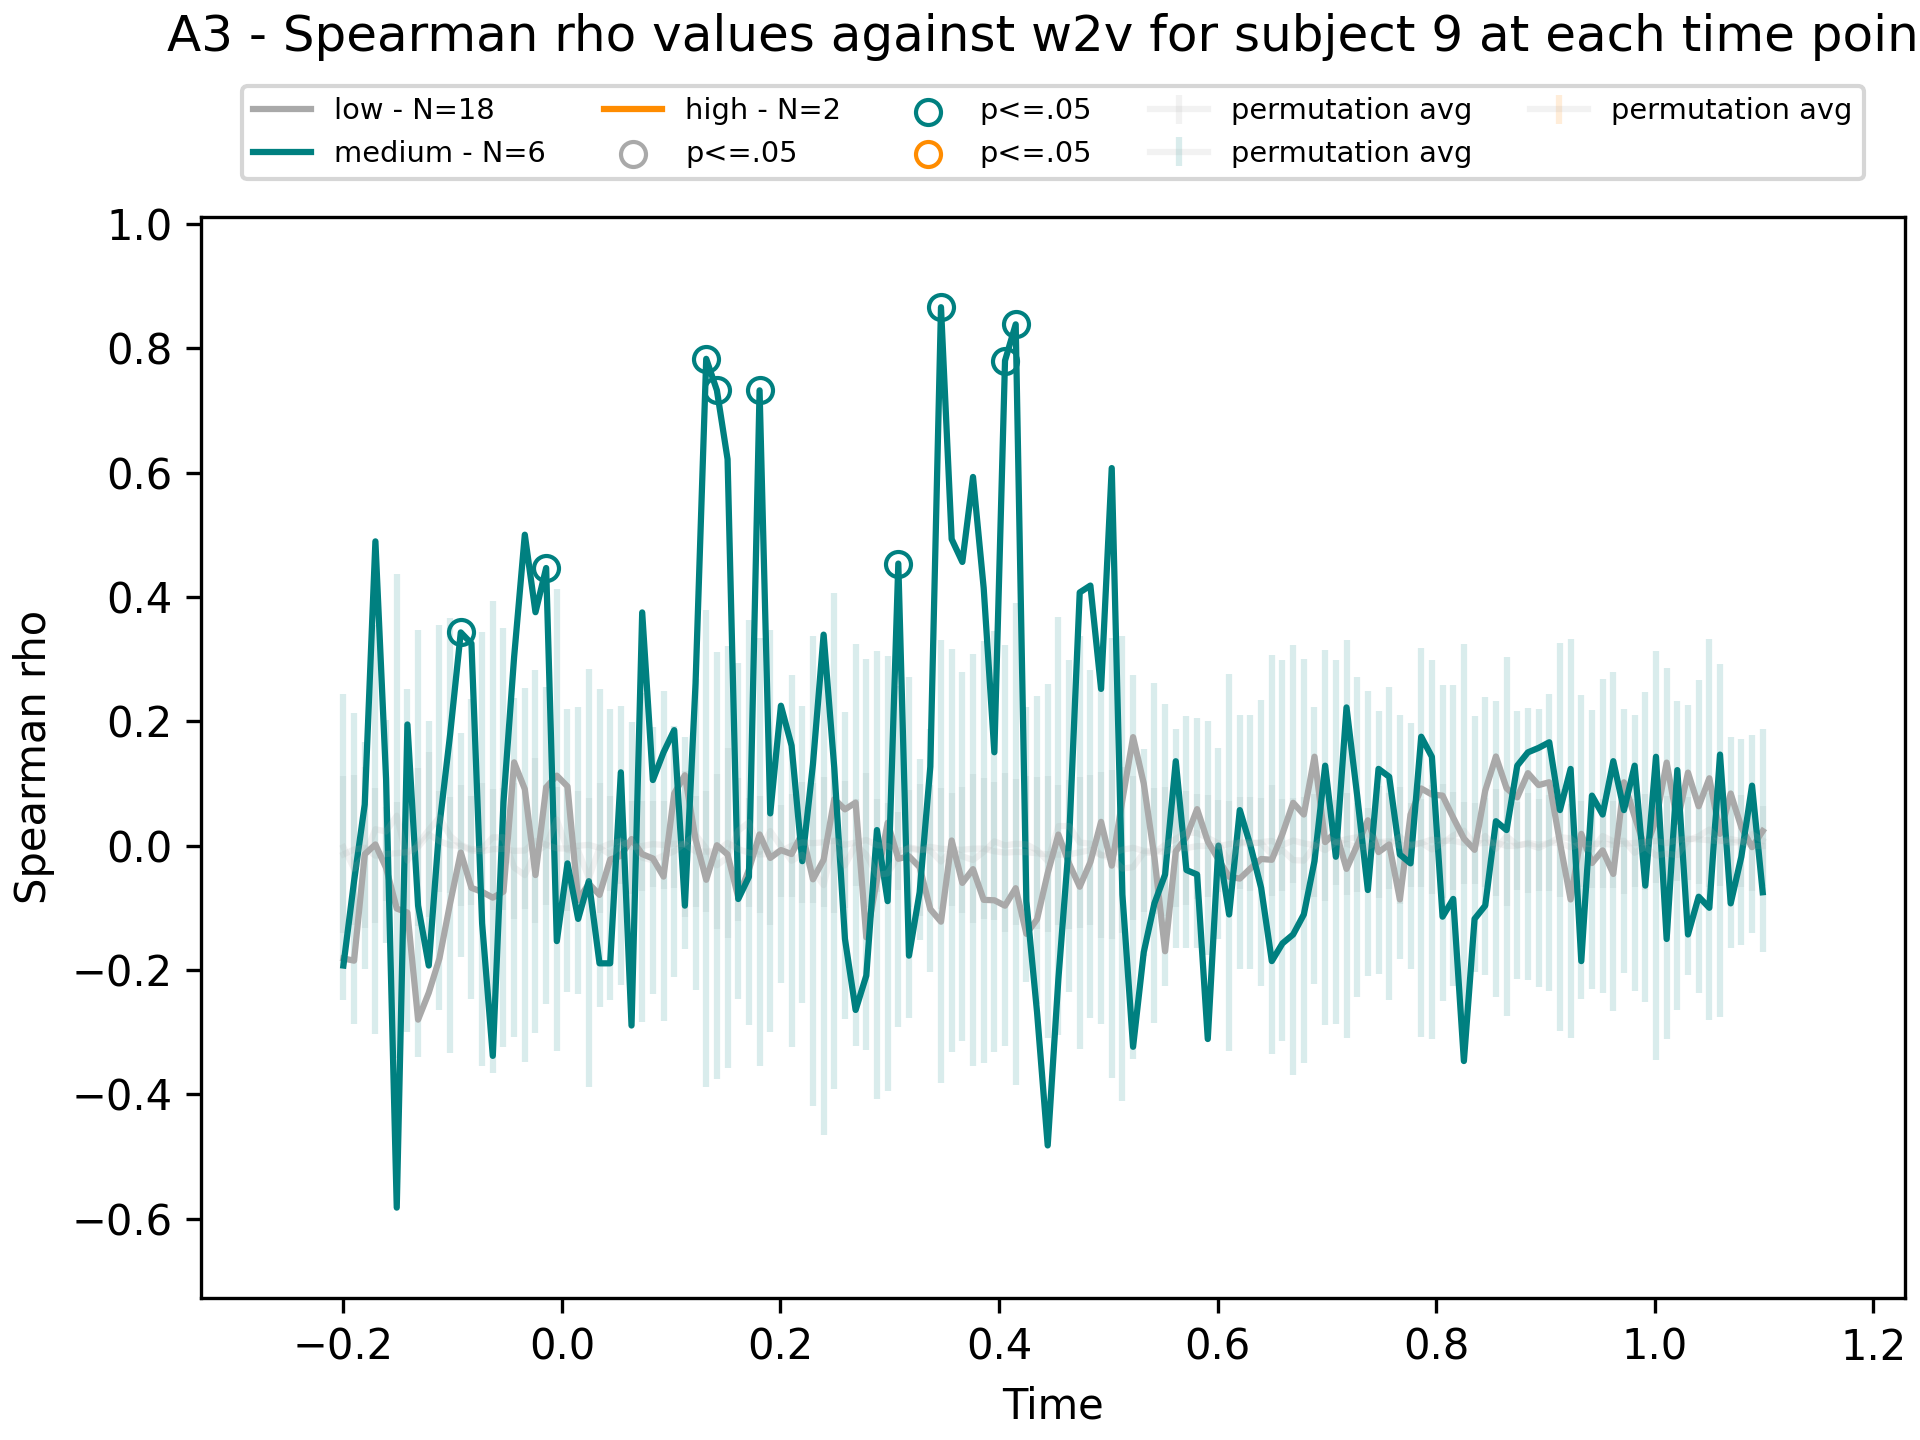 A3 - Spearman rho values against w2v for subject 9 at each time poin
low - N=18
medium - N=6
high - N=2
p<=.05
p<=.05
p<=.05
permutation avg
permutation avg
permutation avg
1.0
0.8
0.6
0.4
0.2
0.0
−0.2
−0.4
−0.6
Spearman rho
−0.2 0.0 0.2 0.4 0.6 0.8 1.0 1.2
Time